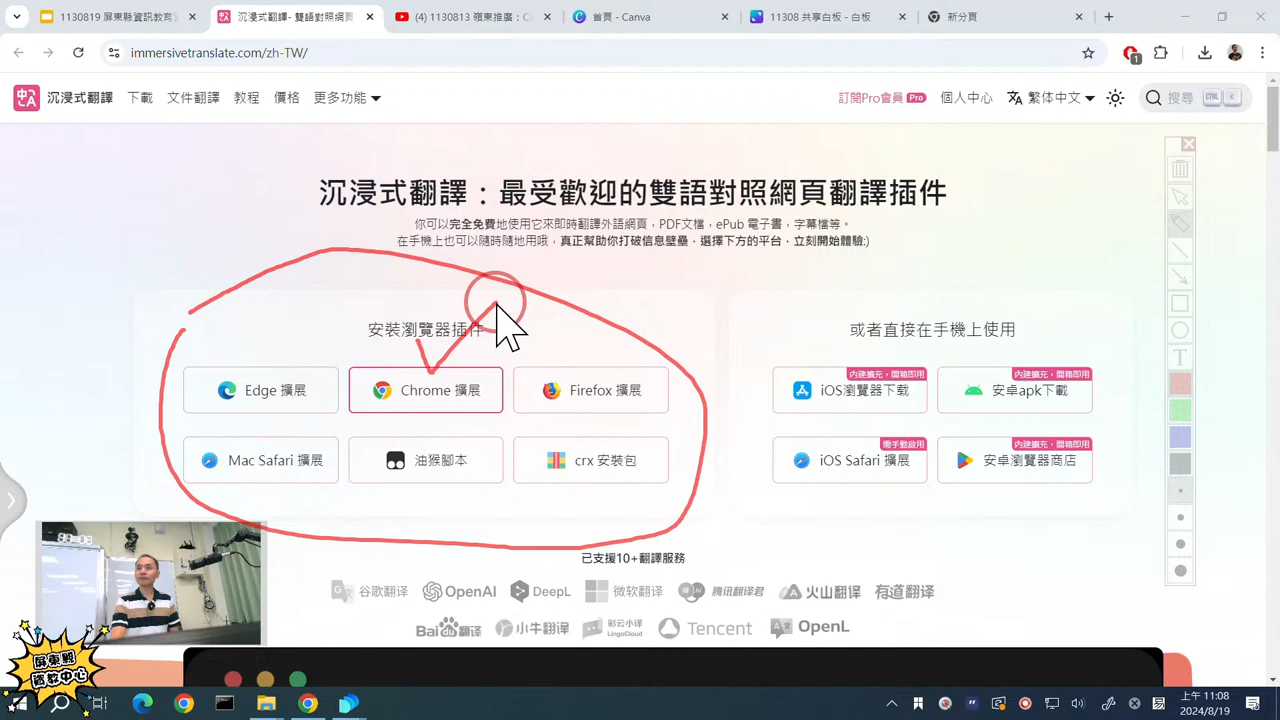 1130819 屏東縣資訊教育
沉浸式翻譯- 雙語對照網頁
(4) 1130813 嶺東推廣：C
首頁 - Canva
11308 共享白板 - 白板
新分頁
immersivetranslate.com/zh-TW/
1
沉浸式翻譯 下載 文件翻譯 教程 價格 更多功能
訂閱Pro會員 Pro 個人中心 繁体中文 搜尋 CTRL K
沉浸式翻譯：最受歡迎的雙語對照網頁翻譯插件
你可以完全免費地使用它來即時翻譯外語網頁，PDF文檔，ePub 電子書，字幕檔等。
在手機上也可以隨時隨地用哦，真正幫助你打破信息壁壘．選擇下方的平台．立刻開始體驗:)
安裝瀏覽器插件
Edge 擴展 Chrome 擴展 Firefox 擴展
Mac Safari 擴展 油猴腳本 crx 安裝包
或者直接在手機上使用
內建擴充，開箱即用 內建擴充，開箱即用
iOS瀏覽器下載 安卓apk下載
需手動啟用 內建擴充，開箱即用
iOS Safari 擴展 安卓瀏覽器商店
已支援10+翻譯服務
谷歌翻译 OpenAI DeepL 微软翻译 腾讯翻译君 火山翻译 有道翻译
Bai翻译 小牛翻译 彩云小译 LingoCloud Tencent OpenL
屏東縣
資教中心
上午 11:08
2024/8/19